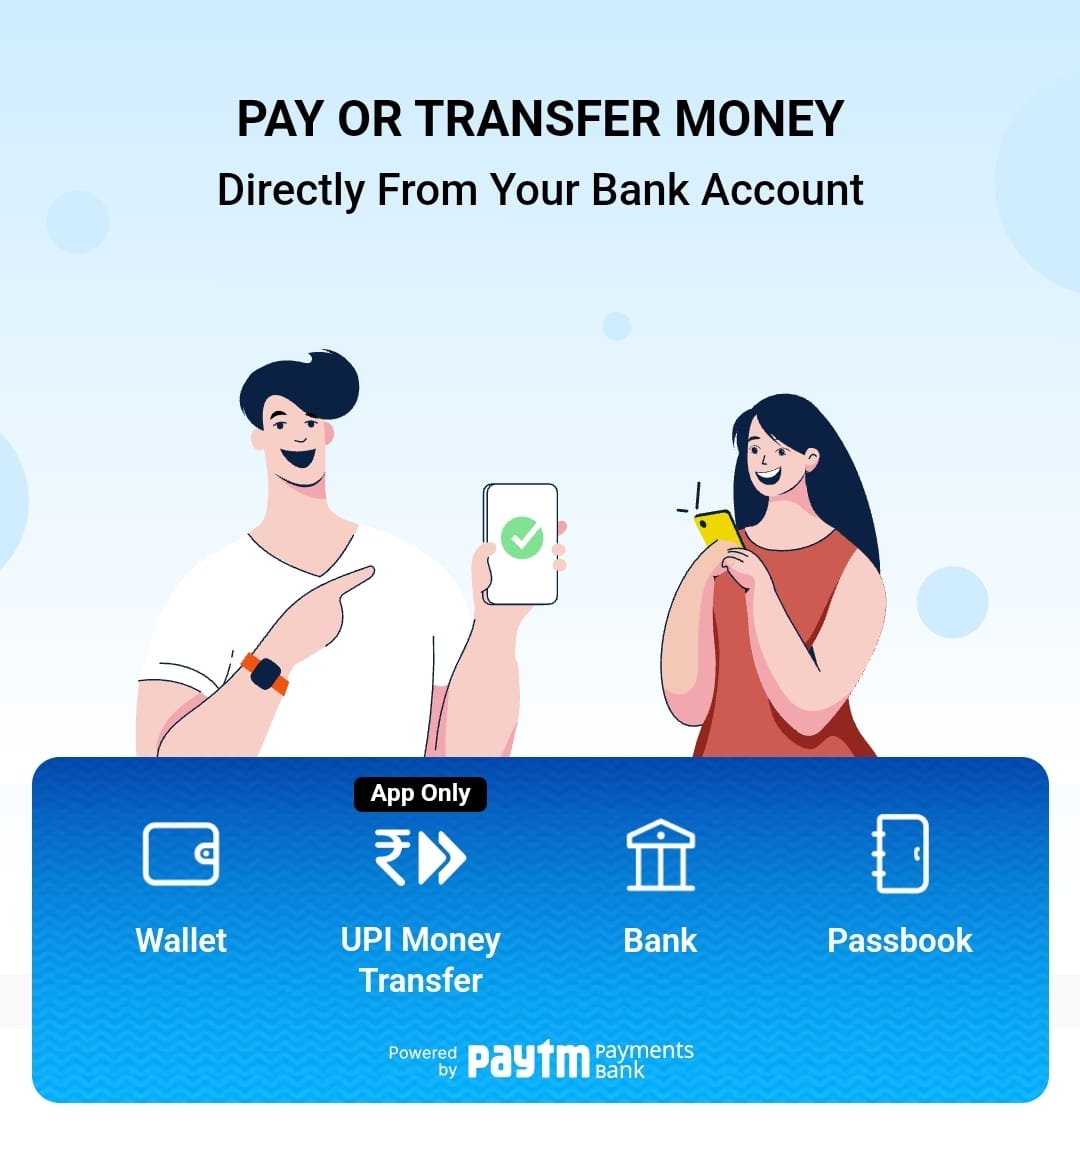 PAY OR TRANSFER MONEY
Directly From Your Bank Account
App Only
Wallet
UPI Money
Transfer
Bank
Passbook
Powered
by
paytm
Payments
Bank